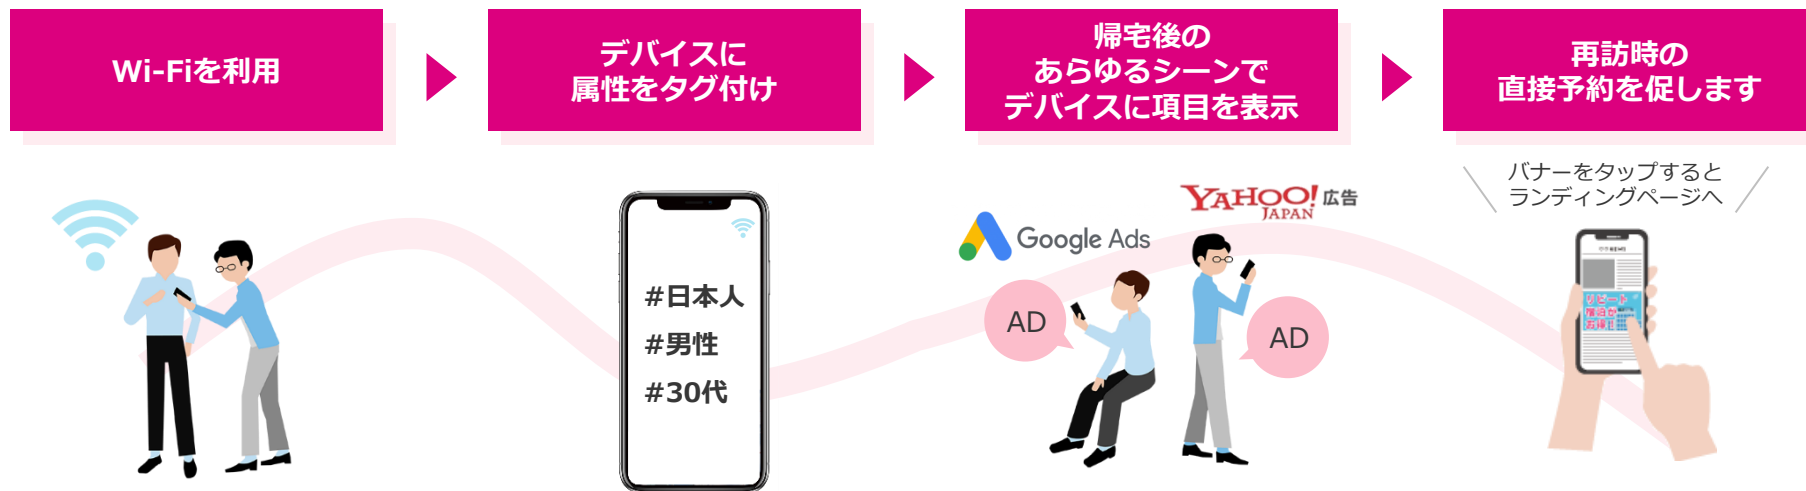 Wi-Fiを利用
デバイスに
属性をタグ付け
帰宅後の
あらゆるシーンで
デバイスに項目を表示
再訪時の
直接予約を促します
バナーをタップすると
ランディングページへ
#日本人
#男性
#30代
Google Ads
YAHOO!
JAPAN
広告
AD
AD
リピート